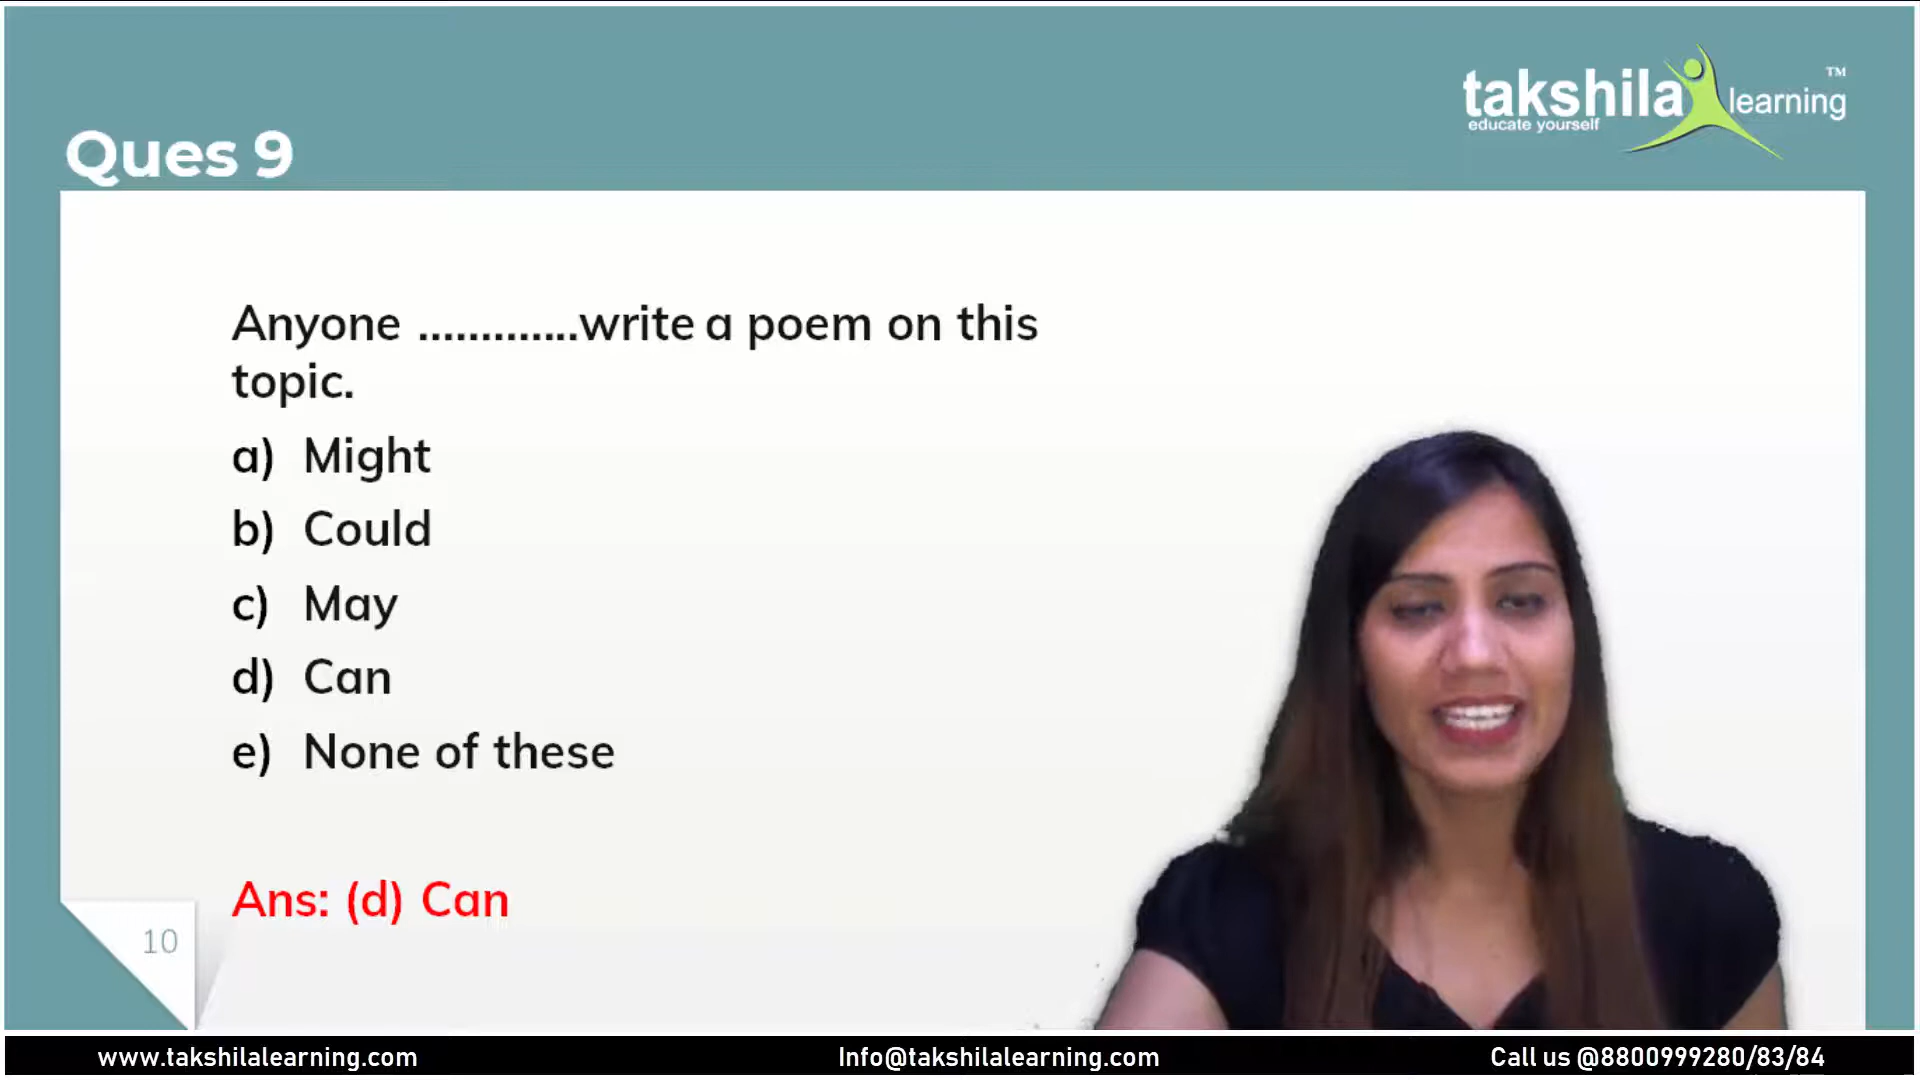 takshila learning ™
educate yourself
Ques 9
Anyone .............write a poem on this
topic.
a) Might
b) Could
c) May
d) Can
e) None of these
Ans: (d) Can
10
www.takshilalearning.com Info@takshilalearning.com Call us @8800999280/83/84